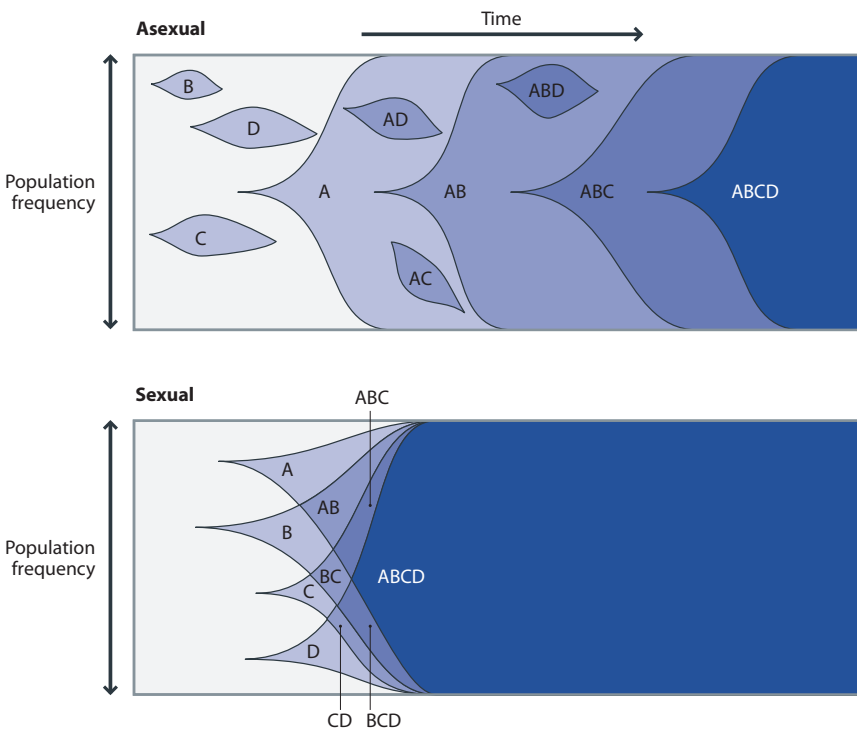 Asexual
Time
Population
frequency
B
D
C
A
AD
AC
AB
ABD
ABC
ABCD
Sexual
ABC
Population
frequency
A
AB
B
BC
C
ABCD
D
CD
BCD